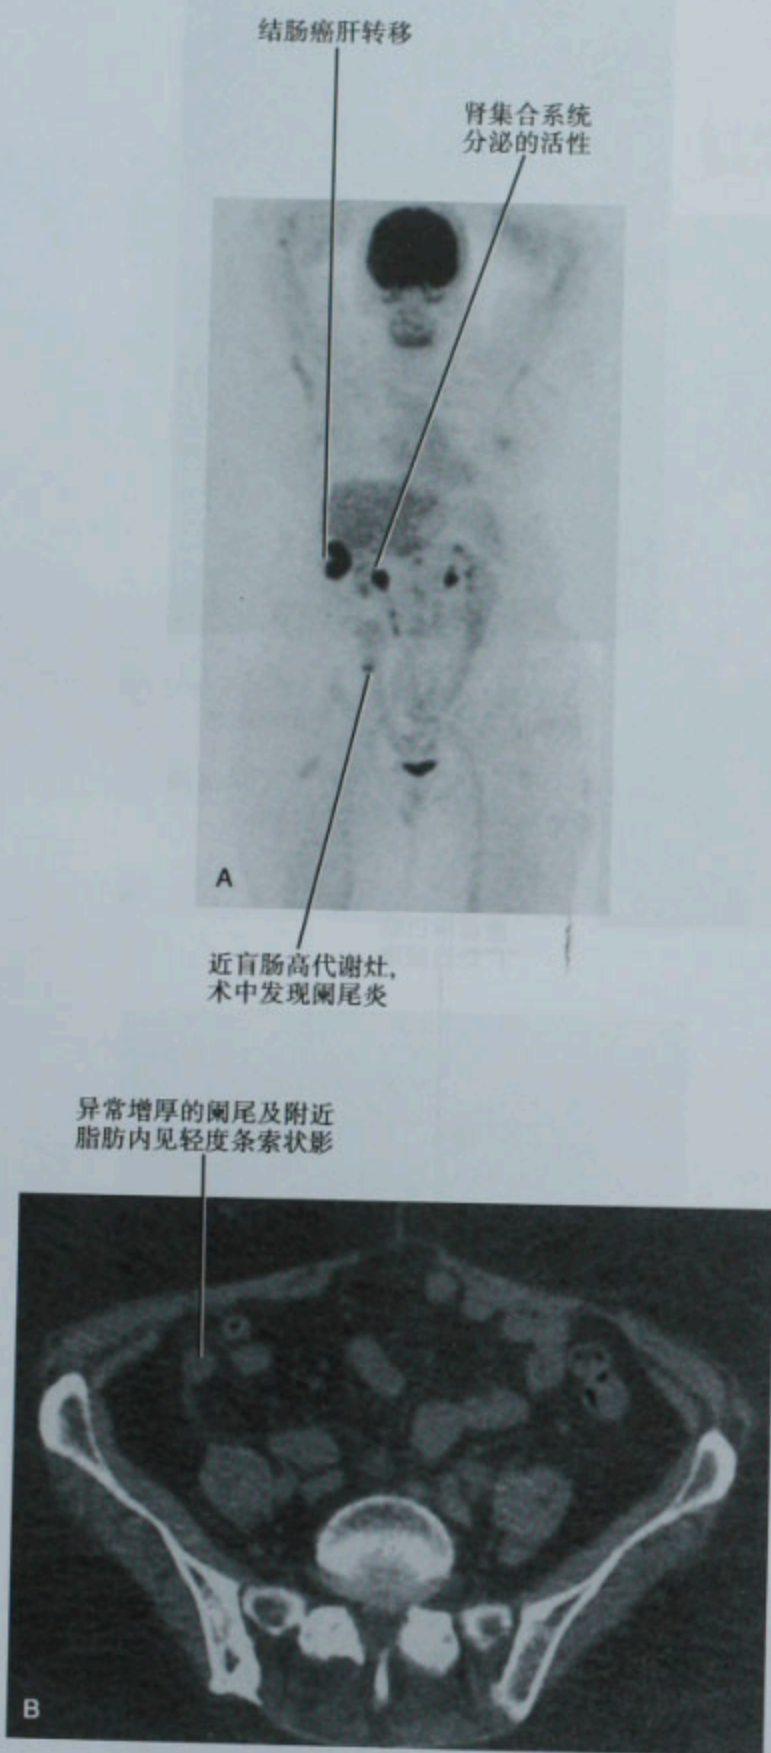 结肠癌肝转移
肾集合系统
分泌的活性
A
近盲肠高代谢灶,
术中发现阑尾炎
异常增厚的阑尾及附近
脂肪内见轻度条索状影
B